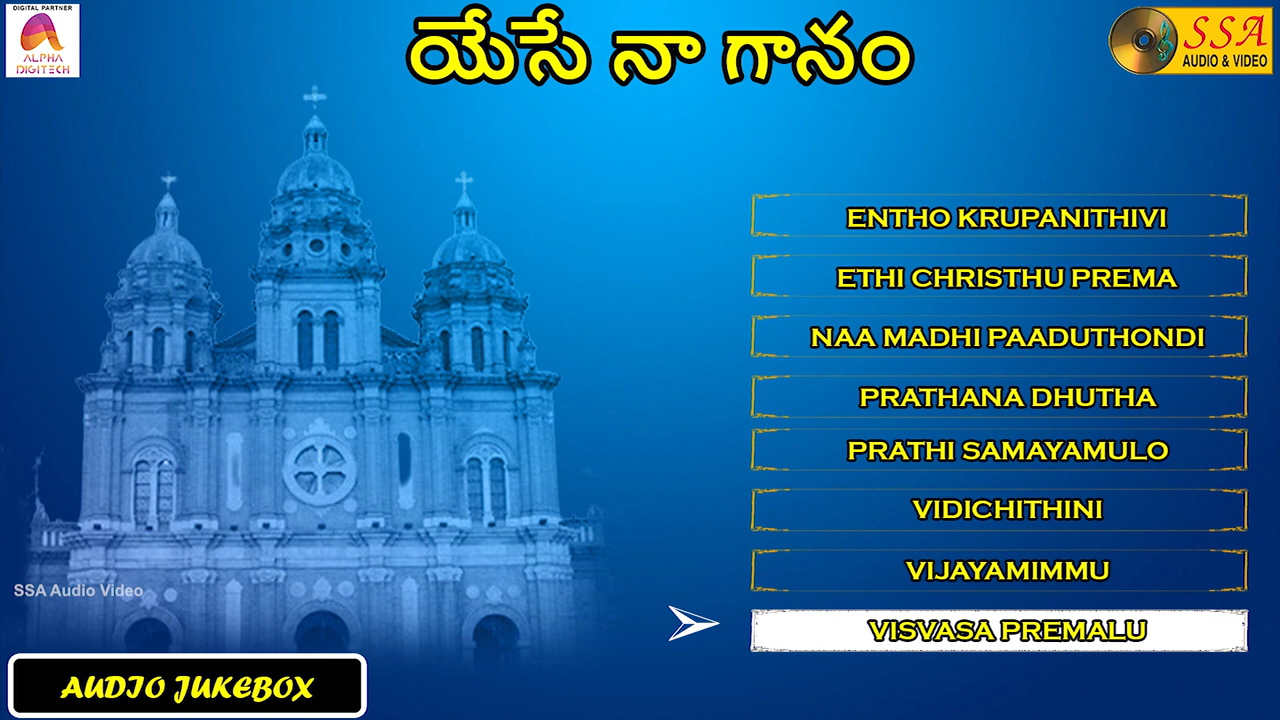 DIGITAL PARTNER
ALPHA
DIGITECH
యేసే నా గానం
SSA
AUDIO & VIDEO
ENTHO KRUPANITHIVI
ETHI CHRISTHU PREMA
NAA MADHI PAADUTHONDI
PRATHANA DHUTHA
PRATHI SAMAYAMULO
VIDICHITHINI
VIJAYAMIMMU
VISVASA PREMALU
SSA Audio Video
AUDIO JUKEBOX